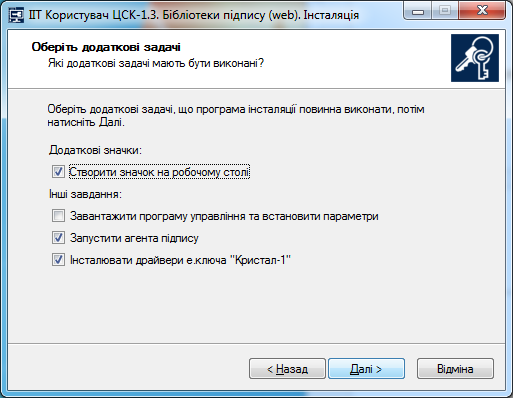 ІІТ Користувач ЦСК-1.3. Бібліотеки підпису (web). Інсталяція
Оберіть додаткові задачі
Які додаткові задачі мають бути виконані?
Оберіть додаткові задачі, що програма інсталяції повинна виконати, потім
натисніть Далі.
Додаткові значки:
Створити значок на робочому столі
Інші завдання:
Завантажити програму управління та встановити параметри
Запустити агента підпису
Інсталювати драйвери е.ключа "Кристал-1"
< Назад
Далі >
Відміна